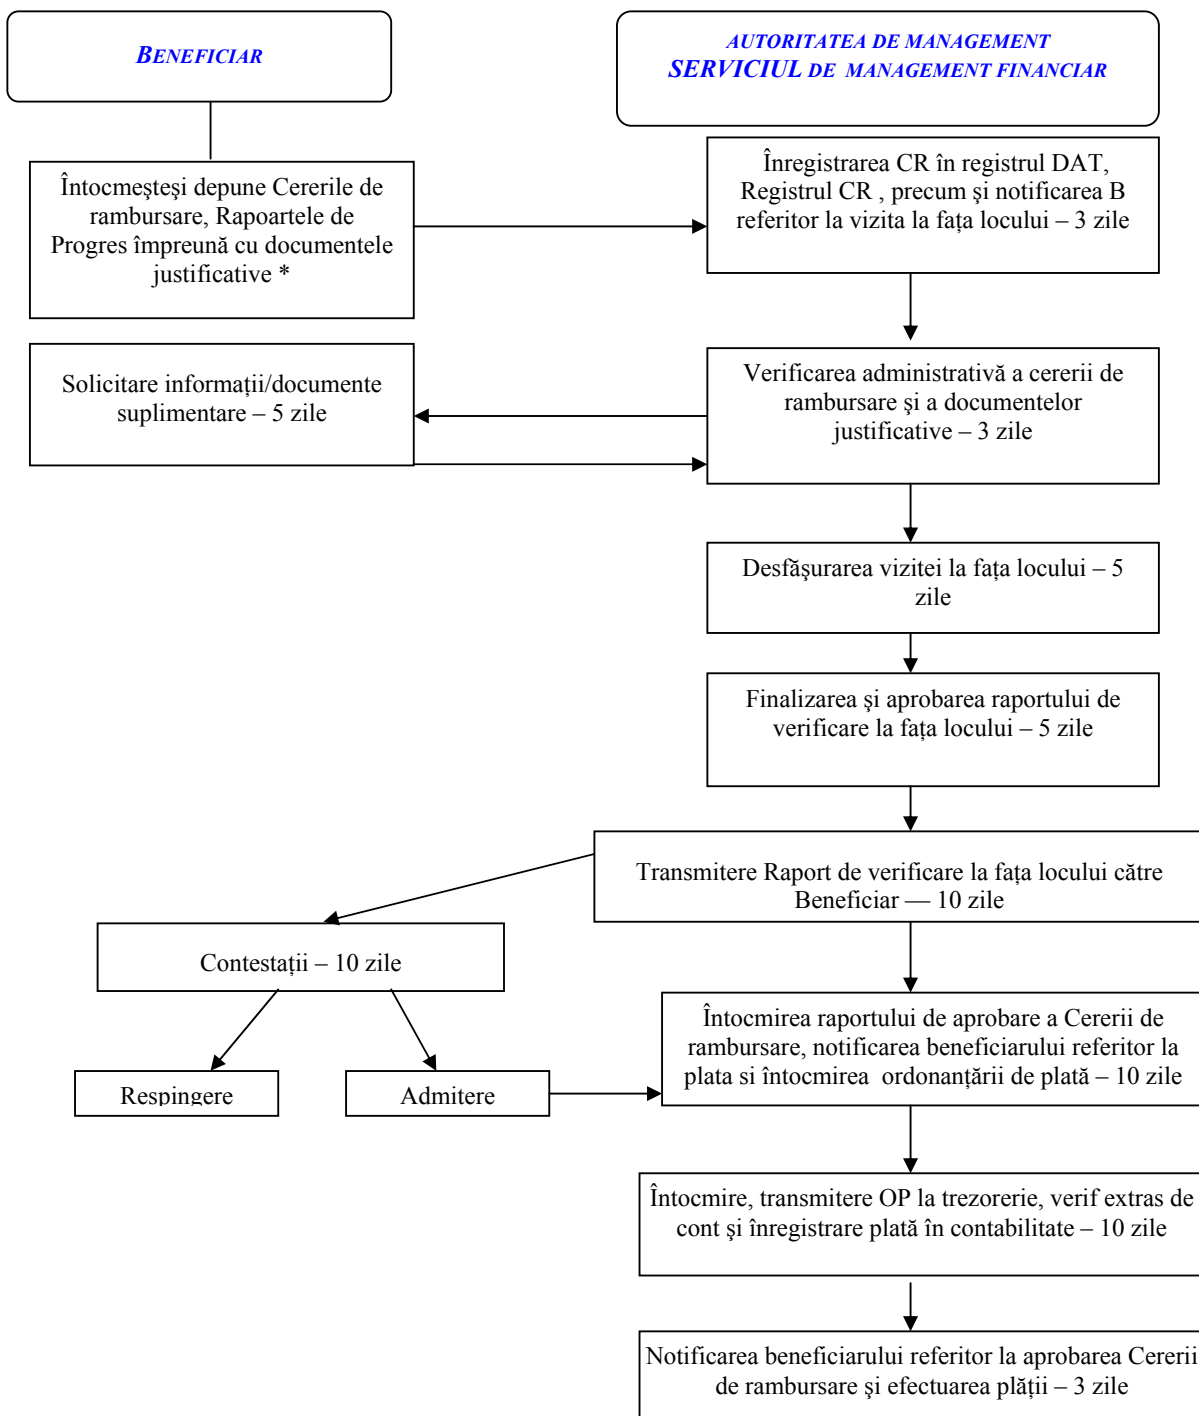 BENEFICIAR
AUTORITATEA DE MANAGEMENT
SERVICIUL DE MANAGEMENT FINANCIAR
Întocmeşteşi depune Cererile de
rambursare, Rapoartele de
Progres împreună cu documentele
justificative *
Înregistrarea CR în registrul DAT,
Registrul CR , precum şi notificarea B
referitor la vizita la faţa locului – 3 zile
Solicitare informaţii/documente
suplimentare – 5 zile
Verificarea administrativă a cererii de
rambursare şi a documentelor
justificative – 3 zile
Desfăşurarea vizitei la faţa locului – 5
zile
Finalizarea şi aprobarea raportului de
verificare la faţa locului – 5 zile
Transmitere Raport de verificare la faţa locului către
Beneficiar — 10 zile
Contestaţii – 10 zile
Respingere
Admitere
Întocmirea raportului de aprobare a Cererii de
rambursare, notificarea beneficiarului referitor la
plata si întocmirea ordonanţării de plată – 10 zile
Întocmire, transmitere OP la trezorerie, verif extras de
cont şi înregistrare plată în contabilitate – 10 zile
Notificarea beneficiarului referitor la aprobarea Cererii
de rambursare şi efectuarea plăţii – 3 zile